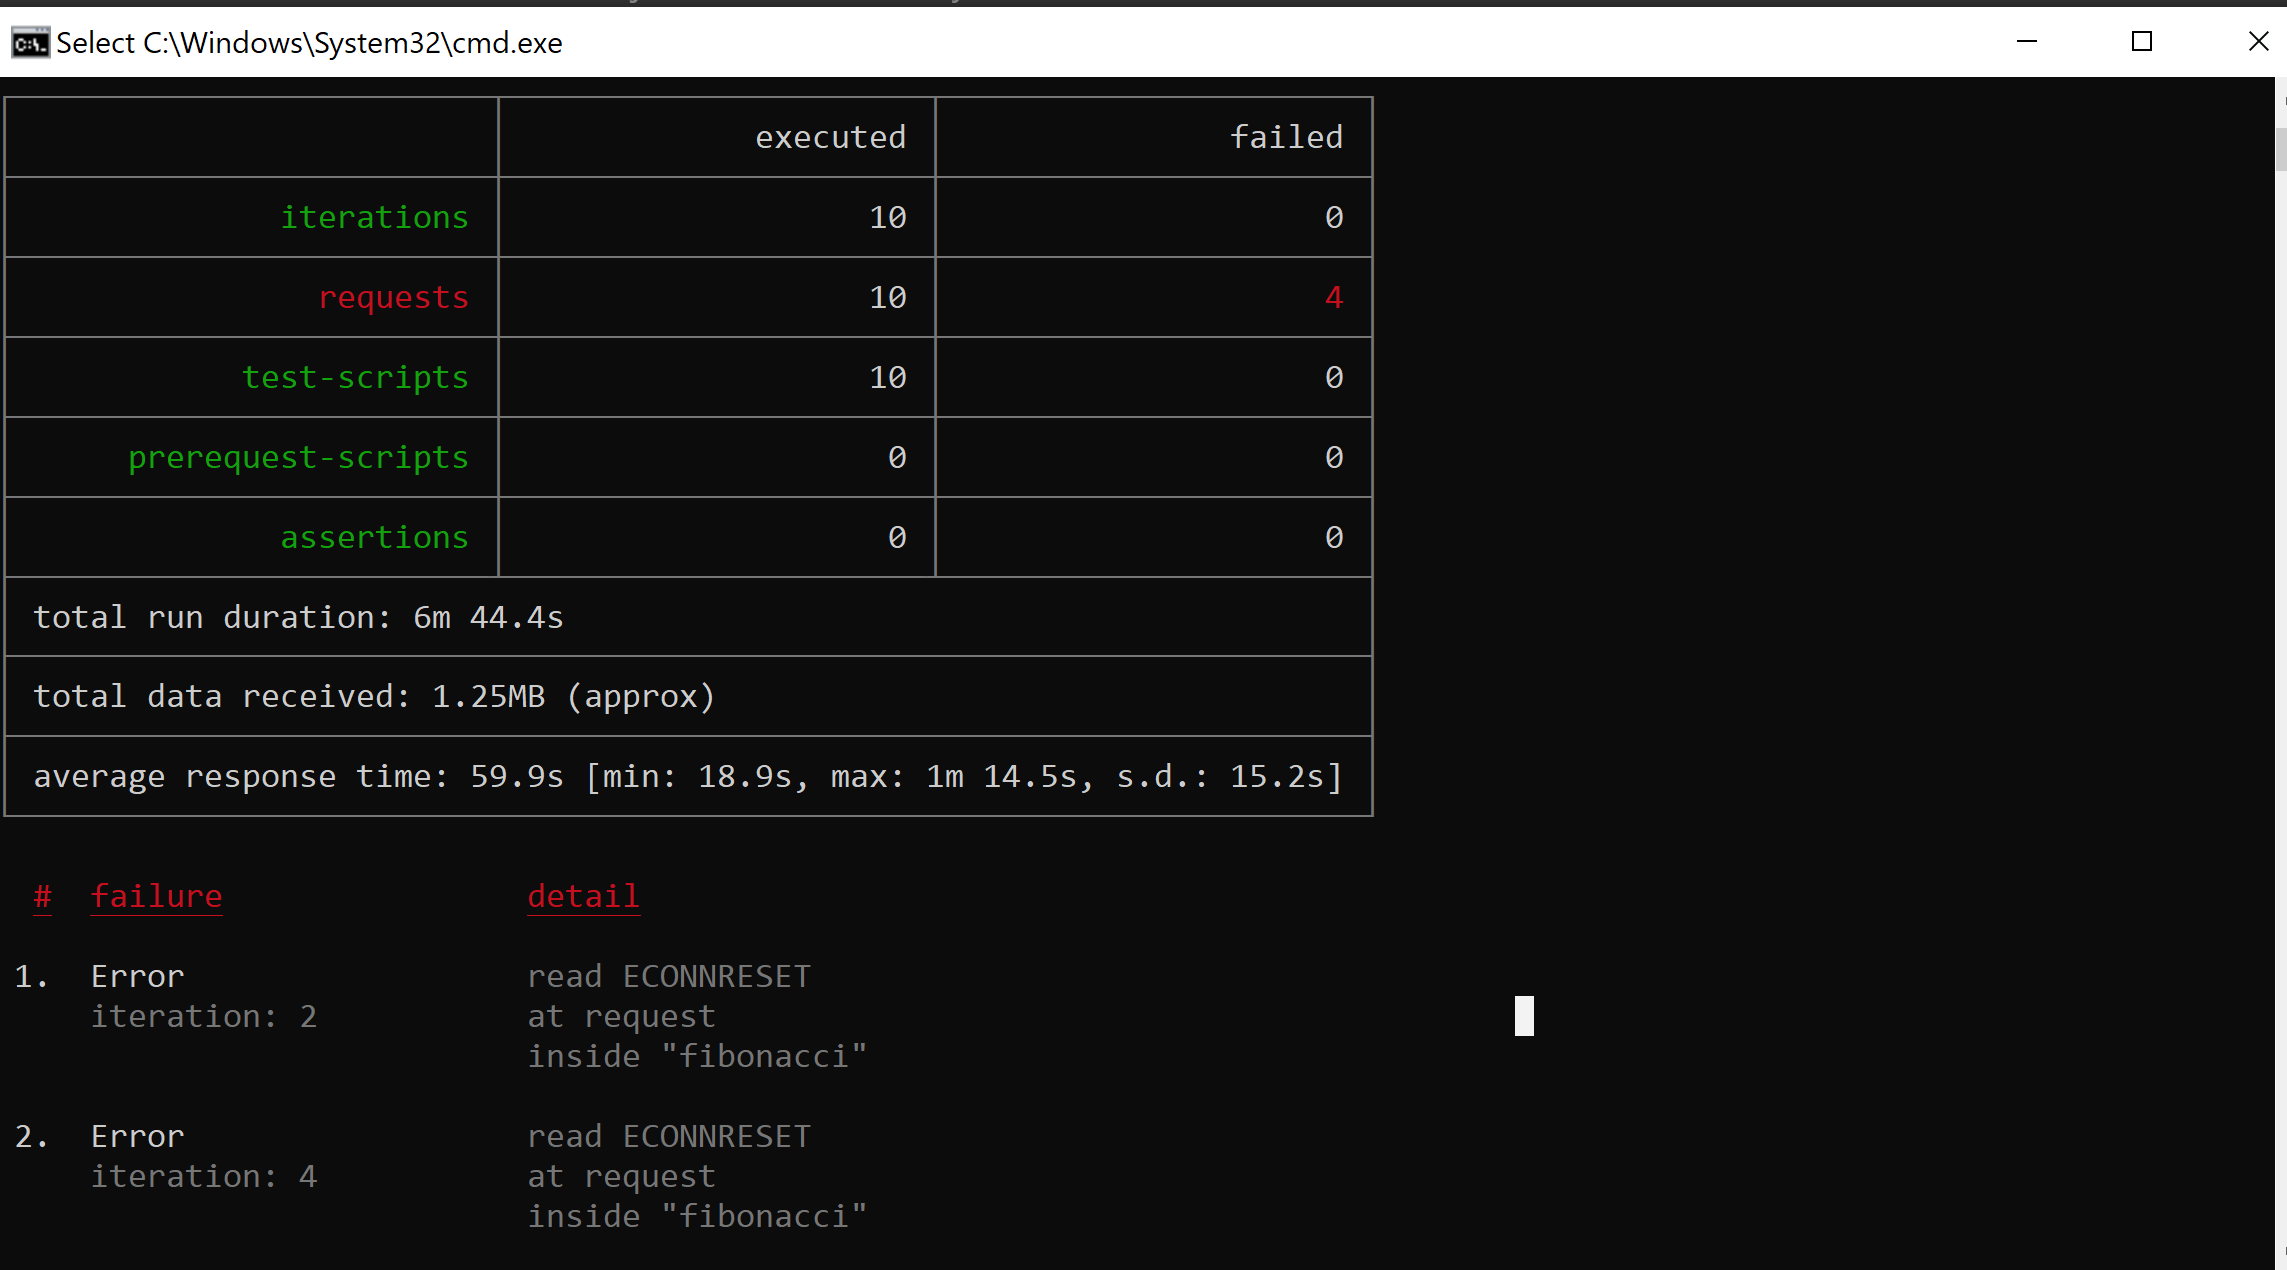 Select C:\Windows\System32\cmd.exe
executed failed
iterations 10 0
requests 10 4
test-scripts 10 0
prerequest-scripts 0 0
assertions 0 0
total run duration: 6m 44.4s
total data received: 1.25MB (approx)
average response time: 59.9s [min: 18.9s, max: 1m 14.5s, s.d.: 15.2s]
# failure detail
1. Error read ECONNRESET
iteration: 2 at request
inside "fibonacci"
2. Error read ECONNRESET
iteration: 4 at request
inside "fibonacci"